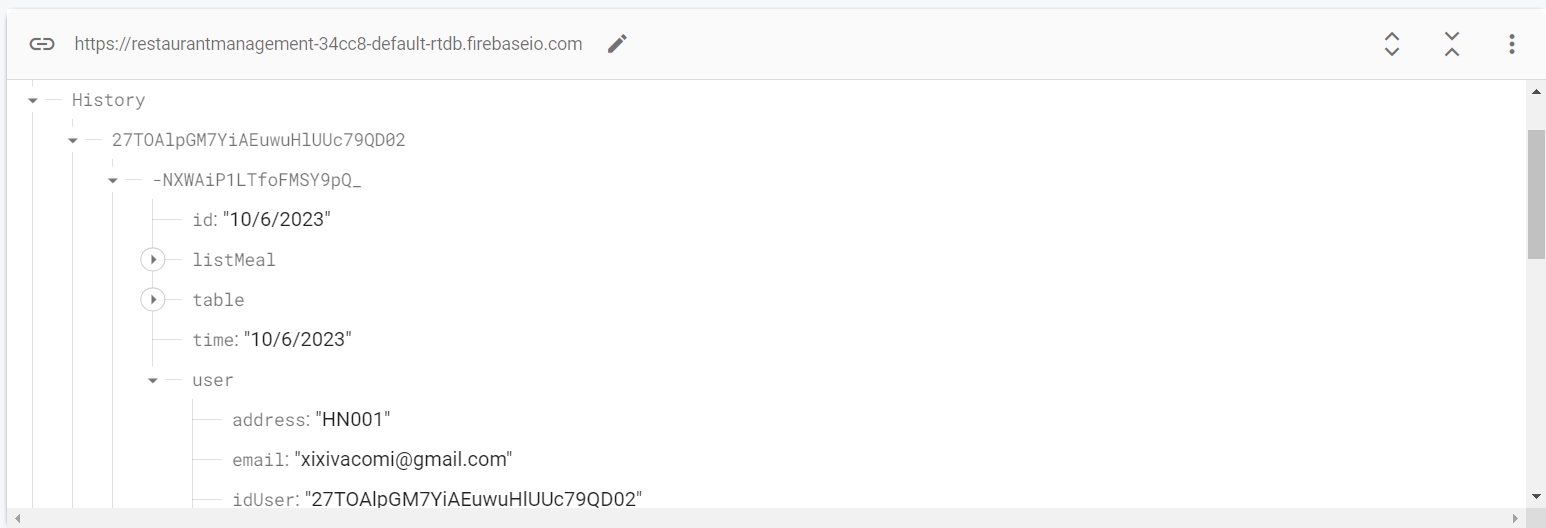 https://restaurantmanagement-34cc8-default-rtdb.firebaseio.com
History
27TOAlpGM7YiAEuwuHlUUc79QD02
-NXWAiP1LTfoFMSY9pQ_
id: "10/6/2023"
listMeal
table
time: "10/6/2023"
user
address: "HN001"
email: "xixivacomi@gmail.com"
idUser: "27TOAlpGM7YiAEuwuHlUUc79QD02"